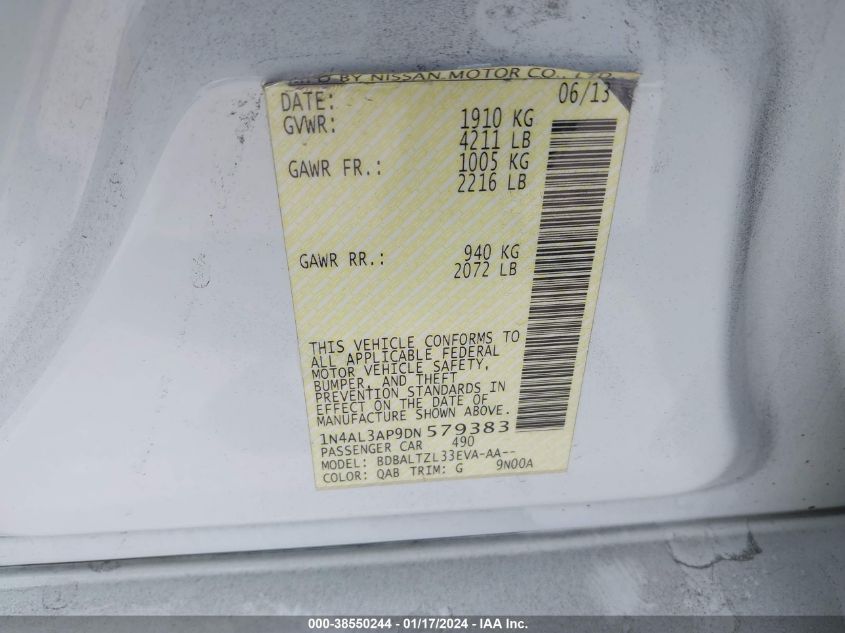 MFD BY NISSAN MOTOR CO., LTD.
DATE: 06/13
GVWR: 1910 KG
4211 LB
GAWR FR.: 1005 KG
2216 LB
GAWR RR.: 940 KG
2072 LB
THIS VEHICLE CONFORMS TO
ALL APPLICABLE FEDERAL
MOTOR VEHICLE SAFETY,
BUMPER, AND THEFT
PREVENTION STANDARDS IN
EFFECT ON THE DATE OF
MANUFACTURE SHOWN ABOVE.
1N4AL3AP9DN579383
PASSENGER CAR 490
MODEL: BDBALTZL33EVA-AA--
COLOR: QAB TRIM: G 9N00A
000-38550244 - 01/17/2024 - IAA Inc.